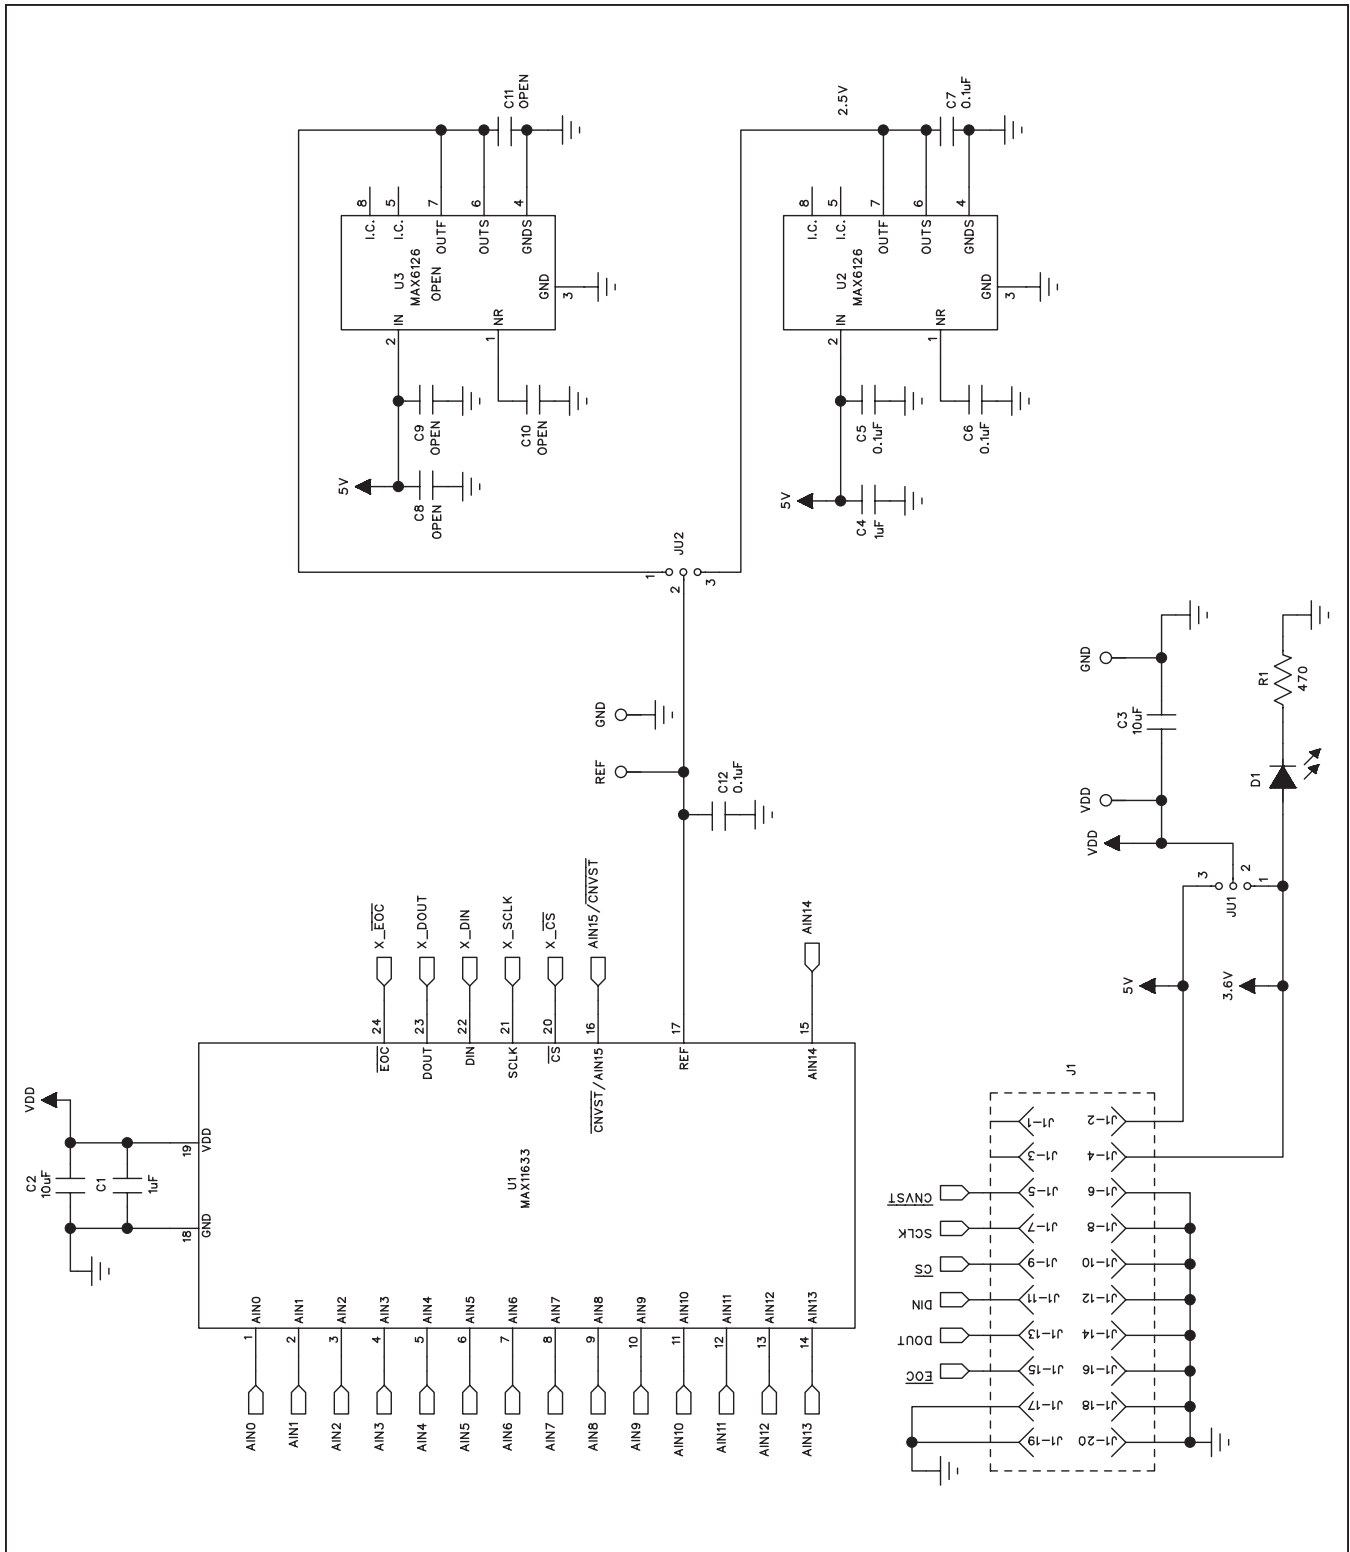 C11
OPEN
8
I.C.
5
I.C.
7
OUTF
6
OUTS
4
GNDS
U3
MAX6126
OPEN
GND
3
IN
2
NR
1
5V
C9
OPEN
C10
OPEN
C8
OPEN
2.5V
C7
0.1uF
8
I.C.
5
I.C.
7
OUTF
6
OUTS
4
GNDS
U2
MAX6126
GND
3
IN
2
NR
1
5V
C5
0.1uF
C6
0.1uF
C4
1uF
JU2
1
2
3
GND
REF
C12
0.1uF
GND
C3
10uF
VDD
VDD
R1
470
D1
JU1
3
2
1
5V
3.6V
X_EOC
X_DOUT
X_DIN
X_SCLK
X_CS
AIN15/CNVST
AIN14
24
23
22
21
20
16
17
15
EOC
DOUT
DIN
SCLK
CS
CNVST/AIN15
REF
AIN14
VDD
19
VDD
C2
10uF
C1
1uF
18
GND
U1
MAX11633
AIN0
AIN1
AIN2
AIN3
AIN4
AIN5
AIN6
AIN7
AIN8
AIN9
AIN10
AIN11
AIN12
AIN13
1
2
3
4
5
6
7
8
9
10
11
12
13
14
AIN0
AIN1
AIN2
AIN3
AIN4
AIN5
AIN6
AIN7
AIN8
AIN9
AIN10
AIN11
AIN12
AIN13
J1
J1-1
J1-2
J1-3
J1-4
CNVST
J1-5
J1-6
SCLK
J1-7
J1-8
CS
J1-9
J1-10
DIN
J1-11
J1-12
DOUT
J1-13
J1-14
EOC
J1-15
J1-16
J1-17
J1-18
J1-19
J1-20